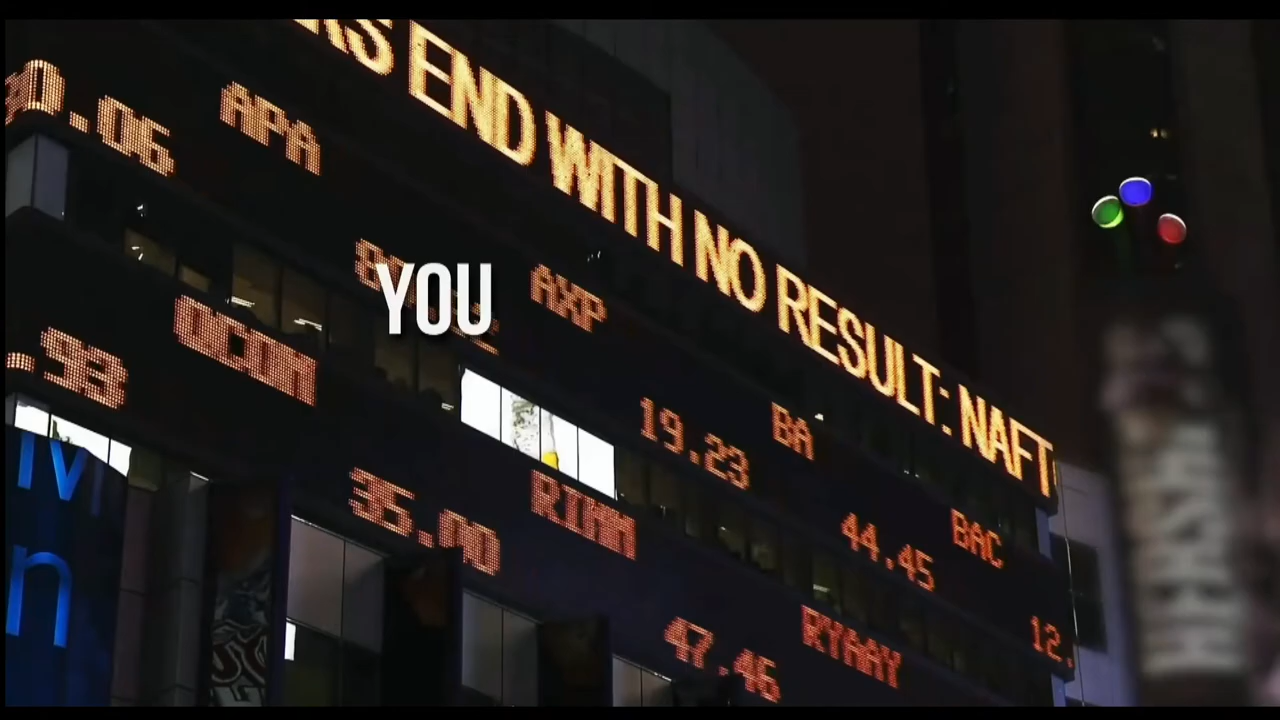 END WITH NO RESULT: NAFT
0.06 APA
YOU
AXP
19.23 BA
44.45 BAC
12.
.93 QCOM
35.00 RIMM
47.46 RYAAY
n